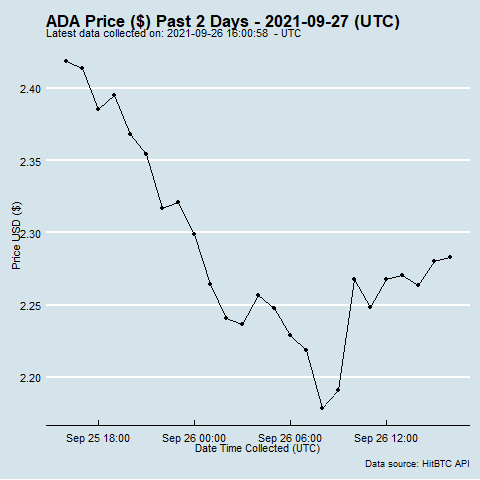 ADA Price ($) Past 2 Days - 2021-09-27 (UTC)
Latest data collected on: 2021-09-26 16:00:58  - UTC
2.40
2.35
2.30
2.25
2.20
Price USD ($)
Sep 25 18:00 Sep 26 00:00 Sep 26 06:00 Sep 26 12:00
Date Time Collected (UTC)
Data source: HitBTC API